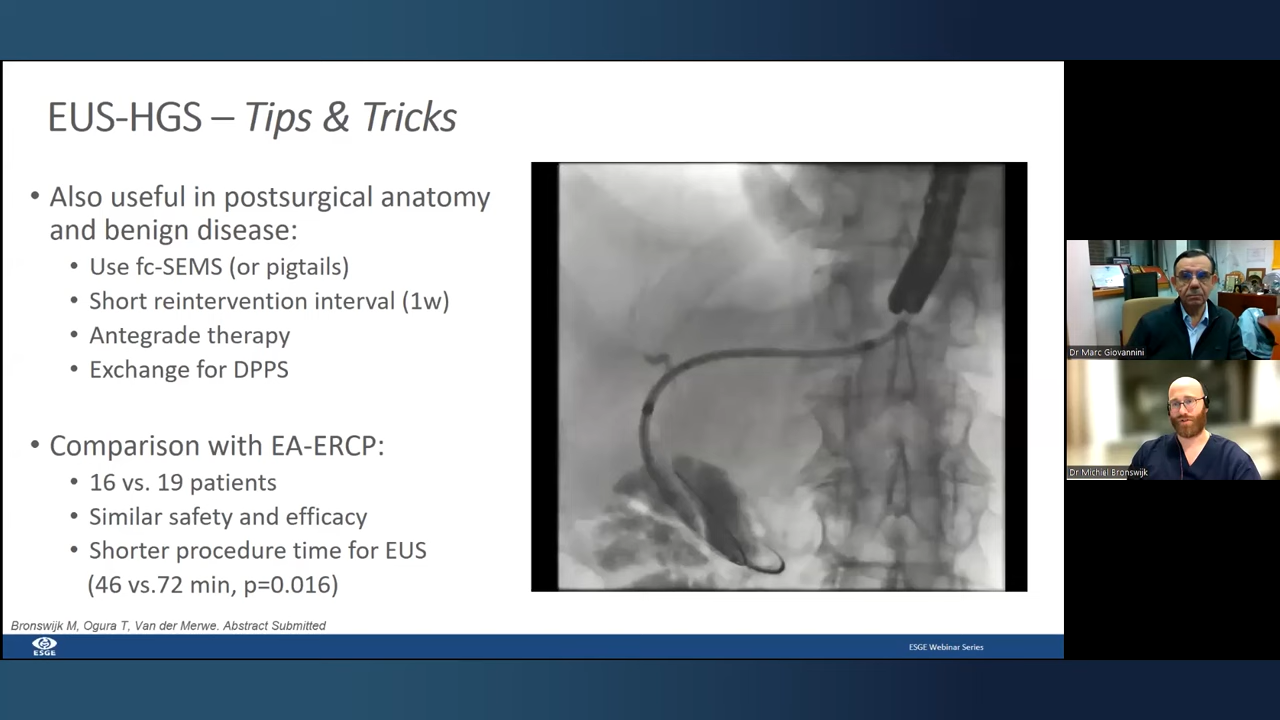 EUS-HGS – Tips & Tricks
• Also useful in postsurgical anatomy
and benign disease:
• Use fc-SEMS (or pigtails)
• Short reintervention interval (1w)
• Antegrade therapy
• Exchange for DPPS
• Comparison with EA-ERCP:
• 16 vs. 19 patients
• Similar safety and efficacy
• Shorter procedure time for EUS
(46 vs.72 min, p=0.016)
Bronswijk M, Ogura T, Van der Merwe. Abstract Submitted
ESGE
ESGE Webinar Series
Dr Marc Giovannini
Dr Michiel Bronswijk